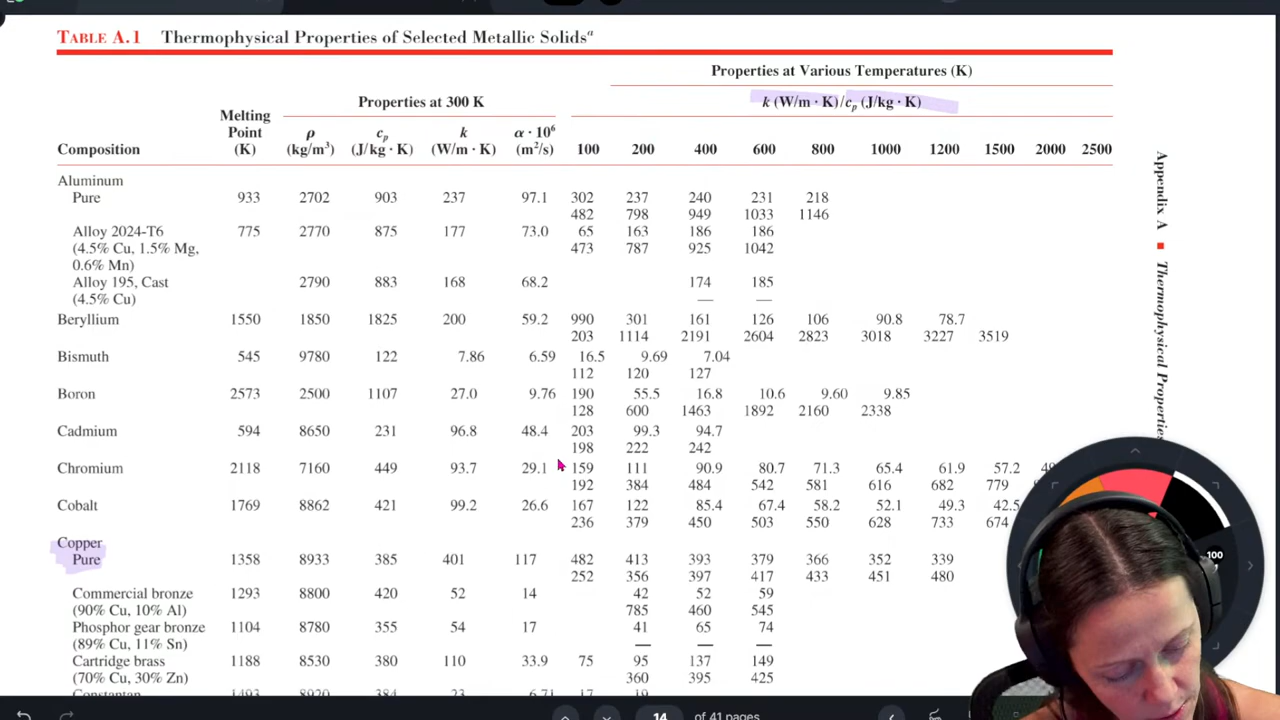 TABLE A.1 Thermophysical Properties of Selected Metallic Solidsᵃ
Properties at Various Temperatures (K)
Properties at 300 K k (W/m · K)/cp (J/kg · K)
Melting
Point ρ cp k α · 10⁶
Composition (K) (kg/m³) (J/kg · K) (W/m · K) (m²/s) 100 200 400 600 800 1000 1200 1500 2000 2500
Aluminum
Pure 933 2702 903 237 97.1 302 237 240 231 218
482 798 949 1033 1146
Alloy 2024-T6 775 2770 875 177 73.0 65 163 186 186
(4.5% Cu, 1.5% Mg, 473 787 925 1042
0.6% Mn)
Alloy 195, Cast 2790 883 168 68.2 174 185
(4.5% Cu) — —
Beryllium 1550 1850 1825 200 59.2 990 301 161 126 106 90.8 78.7
203 1114 2191 2604 2823 3018 3227 3519
Bismuth 545 9780 122 7.86 6.59 16.5 9.69 7.04
112 120 127
Boron 2573 2500 1107 27.0 9.76 190 55.5 16.8 10.6 9.60 9.85
128 600 1463 1892 2160 2338
Cadmium 594 8650 231 96.8 48.4 203 99.3 94.7
198 222 242
Chromium 2118 7160 449 93.7 29.1 159 111 90.9 80.7 71.3 65.4 61.9 57.2
192 384 484 542 581 616 682 779
Cobalt 1769 8862 421 99.2 26.6 167 122 85.4 67.4 58.2 52.1 49.3 42.5
236 379 450 503 550 628 733 674
Copper
Pure 1358 8933 385 401 117 482 413 393 379 366 352 339
252 356 397 417 433 451 480
Commercial bronze 1293 8800 420 52 14 42 52 59
(90% Cu, 10% Al) 785 460 545
Phosphor gear bronze 1104 8780 355 54 17 41 65 74
(89% Cu, 11% Sn) — — —
Cartridge brass 1188 8530 380 110 33.9 75 95 137 149
(70% Cu, 30% Zn) 360 395 425
Constantan 1493 8920 384 23 6.71 17 19
Appendix A ■ Thermophysical Properties
100
14 of 41 pages